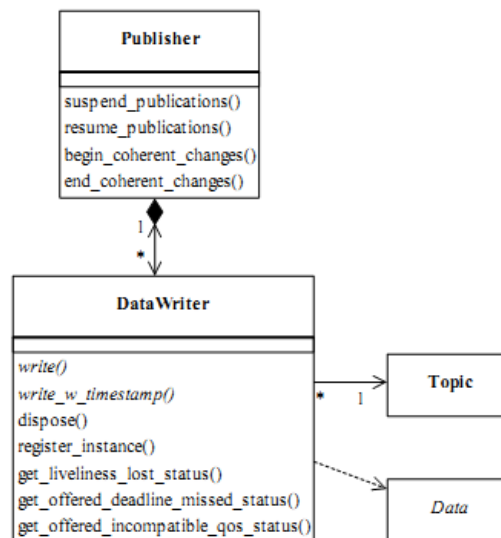 Publisher
suspend_publications()
resume_publications()
begin_coherent_changes()
end_coherent_changes()
1
*
DataWriter
write()
write_w_timestamp()
dispose()
register_instance()
get_liveliness_lost_status()
get_offered_deadline_missed_status()
get_offered_incompatible_qos_status()
* 1
Topic
Data